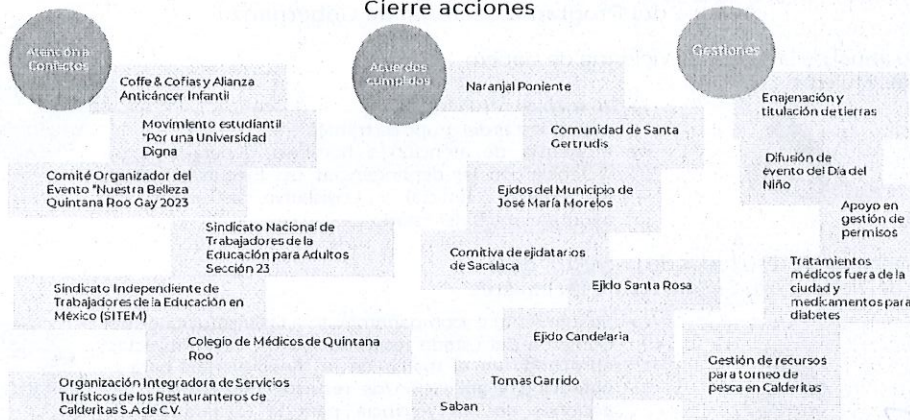 Cierre acciones
Atención a
Conflictos
Coffe & Cofias y Alianza
Anticáncer Infantil
Movimiento estudiantil
"Por una Universidad
Digna
Comité Organizador del
Evento "Nuestra Belleza
Quintana Roo Gay 2023
Sindicato Nacional de
Trabajadores de la
Educación para Adultos
Sección 23
Sindicato Independiente de
Trabajadores de la Educación en
México (SITEM)
Colegio de Médicos de Quintana
Roo
Organización Integradora de Servicios
Turísticos de los Restauranteros de
Calderitas S.A de C.V.
Acuerdos
cumplidos
Naranjal Poniente
Comunidad de Santa
Gertrudis
Ejidos del Municipio de
José María Morelos
Comitiva de ejidatarios
de Sacalaca
Ejido Santa Rosa
Ejido Candelaria
Tomas Garrido
Saban
Gestiones
Enajenación y
titulación de tierras
Difusión de
evento del Día del
Niño
Apoyo en
gestión de
permisos
Tratamientos
médicos fuera de la
ciudad y
medicamentos para
diabetes
Gestión de recursos
para torneo de
pesca en Calderitas